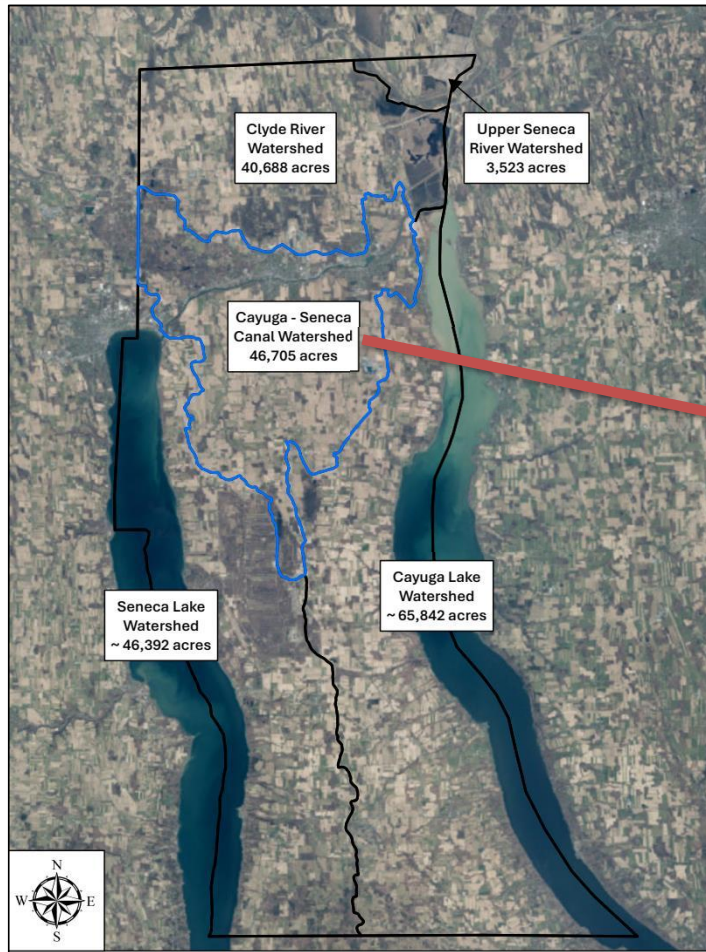 Clyde River
Watershed
40,688 acres
Upper Seneca
River Watershed
3,523 acres
Cayuga - Seneca
Canal Watershed
46,705 acres
Seneca Lake
Watershed
~ 46,392 acres
Cayuga Lake
Watershed
~ 65,842 acres
N
W
E
S